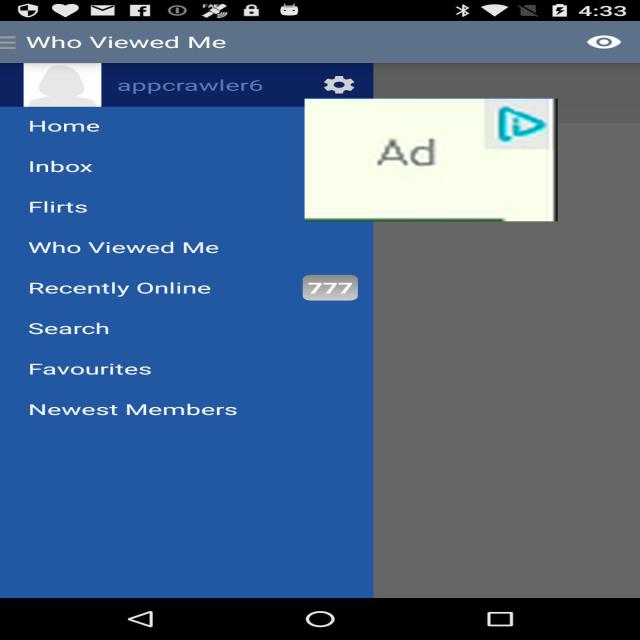 4:33
Who Viewed Me
appcrawler6
Home
Ad
Inbox
Flirts
Who Viewed Me
Recently Online 777
Search
Favourites
Newest Members